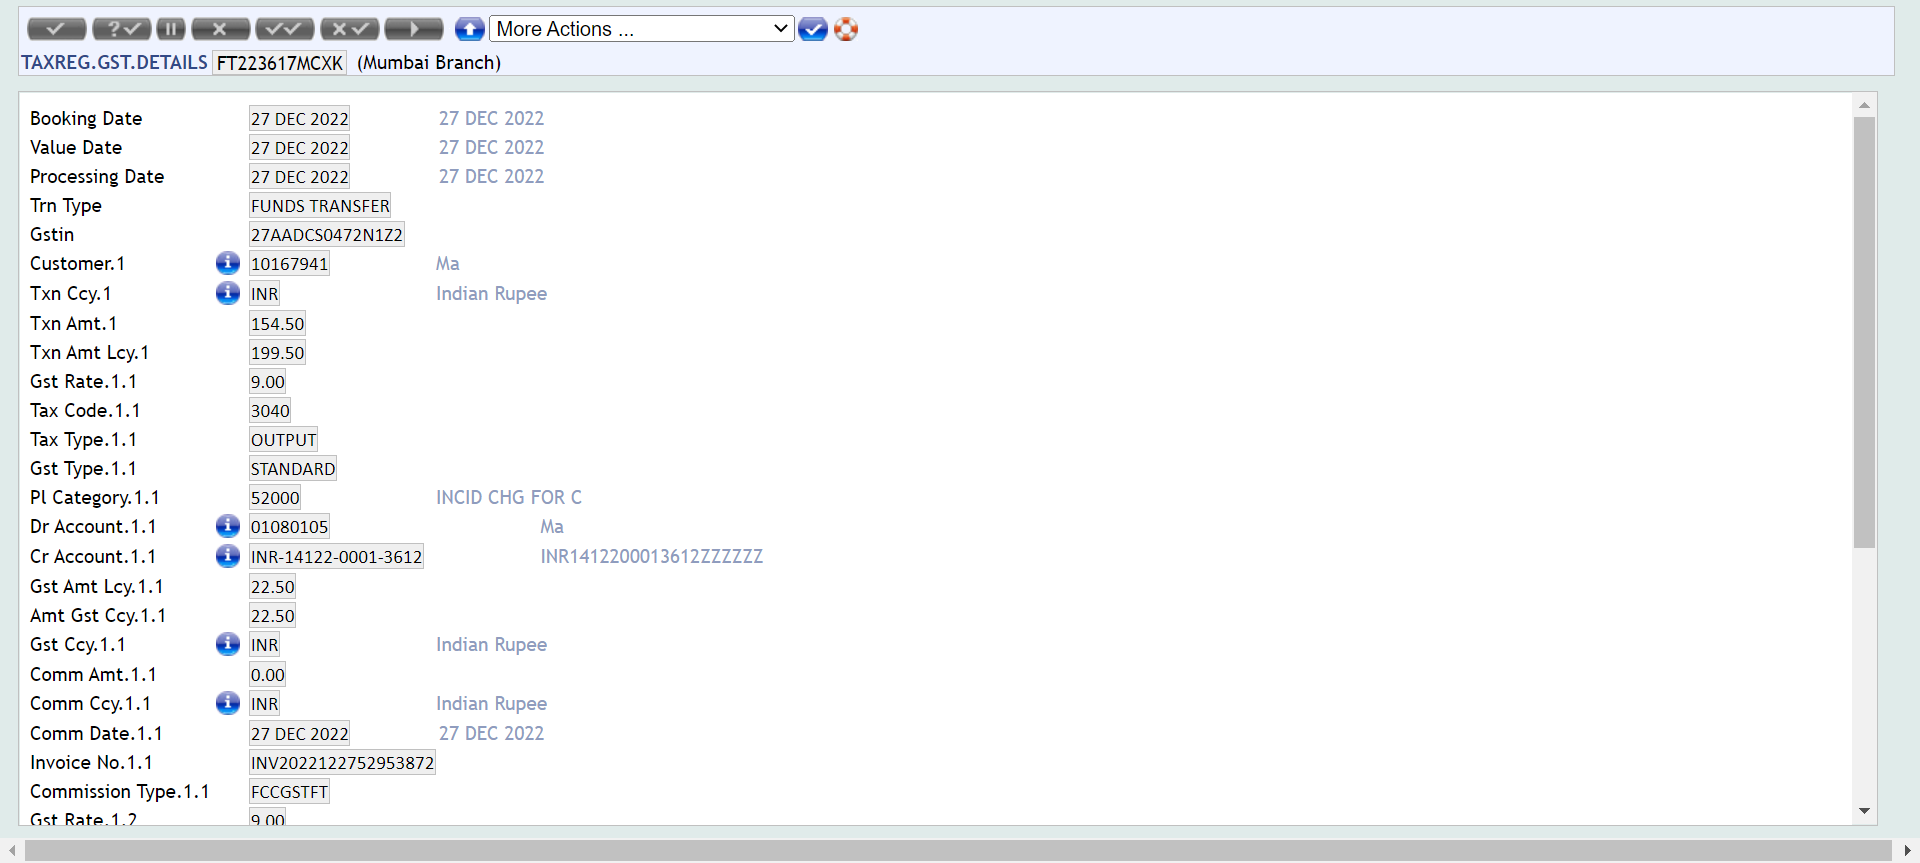 More Actions ...
TAXREG.GST.DETAILS FT223617MCXK (Mumbai Branch)
Booking Date 27 DEC 2022 27 DEC 2022
Value Date 27 DEC 2022 27 DEC 2022
Processing Date 27 DEC 2022 27 DEC 2022
Trn Type FUNDS TRANSFER
Gstin 27AADCS0472N1Z2
Customer.1 10167941 Ma
Txn Ccy.1 INR Indian Rupee
Txn Amt.1 154.50
Txn Amt Lcy.1 199.50
Gst Rate.1.1 9.00
Tax Code.1.1 3040
Tax Type.1.1 OUTPUT
Gst Type.1.1 STANDARD
Pl Category.1.1 52000 INCID CHG FOR C
Dr Account.1.1 01080105 Ma
Cr Account.1.1 INR-14122-0001-3612 INR1412200013612ZZZZZZ
Gst Amt Lcy.1.1 22.50
Amt Gst Ccy.1.1 22.50
Gst Ccy.1.1 INR Indian Rupee
Comm Amt.1.1 0.00
Comm Ccy.1.1 INR Indian Rupee
Comm Date.1.1 27 DEC 2022 27 DEC 2022
Invoice No.1.1 INV2022122752953872
Commission Type.1.1 FCCGSTFT
Gst Rate.1.2 9.00